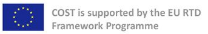 COST is supported by the EU RTD
Framework Programme